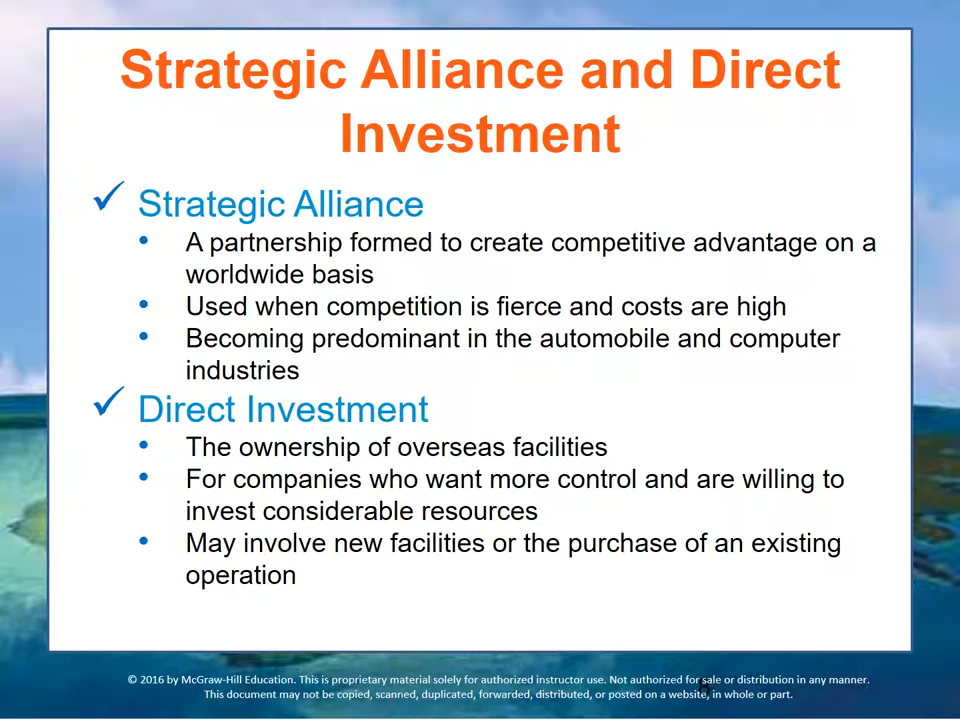 Strategic Alliance and Direct
Investment
✓ Strategic Alliance
• A partnership formed to create competitive advantage on a
worldwide basis
• Used when competition is fierce and costs are high
• Becoming predominant in the automobile and computer
industries
✓ Direct Investment
• The ownership of overseas facilities
• For companies who want more control and are willing to
invest considerable resources
• May involve new facilities or the purchase of an existing
operation
© 2016 by McGraw-Hill Education. This is proprietary material solely for authorized instructor use. Not authorized for sale or distribution in any manner.
This document may not be copied, scanned, duplicated, forwarded, distributed, or posted on a website, in whole or part.